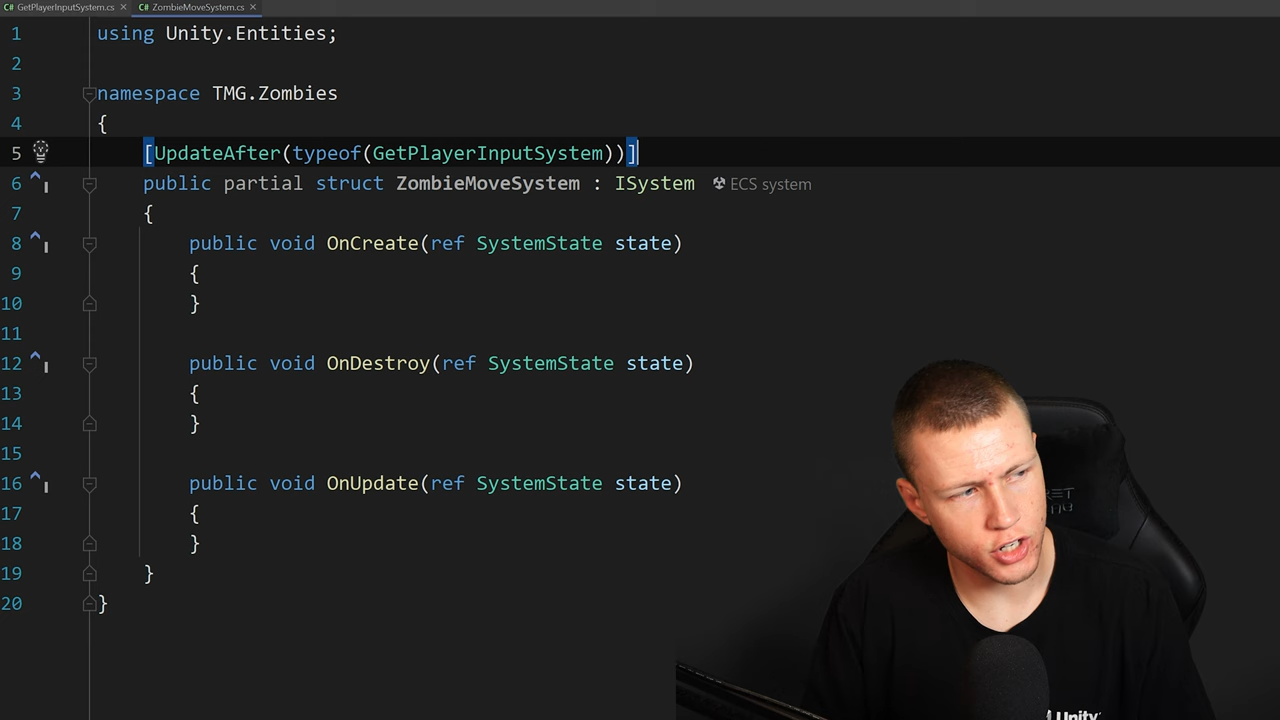 GetPlayerInputSystem.cs
ZombieMoveSystem.cs
1 using Unity.Entities;
2
3 namespace TMG.Zombies
4 {
5 [UpdateAfter(typeof(GetPlayerInputSystem))]
6 public partial struct ZombieMoveSystem : ISystem ECS system
7 {
8 public void OnCreate(ref SystemState state)
9 {
10 }
11
12 public void OnDestroy(ref SystemState state)
13 {
14 }
15
16 public void OnUpdate(ref SystemState state)
17 {
18 }
19 }
20 }
Unity